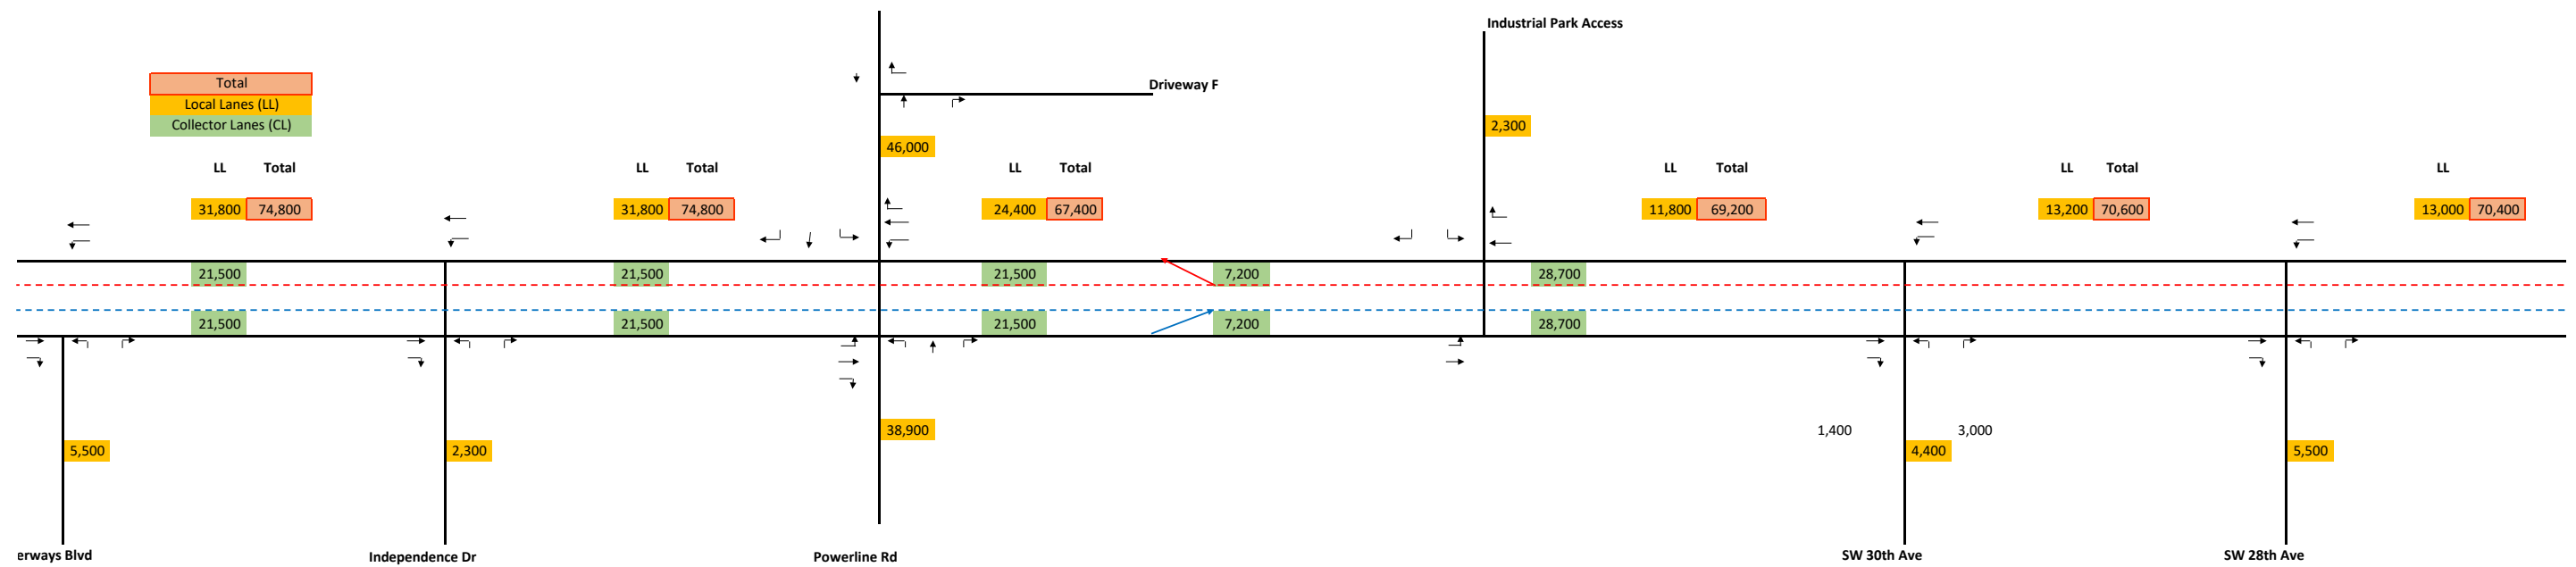 Industrial Park Access
Total
Local Lanes (LL)
Collector Lanes (CL)
Driveway F
2,300
46,000
LL Total
LL Total
LL Total
LL Total
LL Total
LL
31,800 74,800
31,800 74,800
24,400 67,400
11,800 69,200
13,200 70,600
13,000 70,400
21,500
21,500
21,500
7,200
28,700
21,500
21,500
21,500
7,200
28,700
38,900
1,400
3,000
5,500
2,300
4,400
5,500
erways Blvd
Independence Dr
Powerline Rd
SW 30th Ave
SW 28th Ave